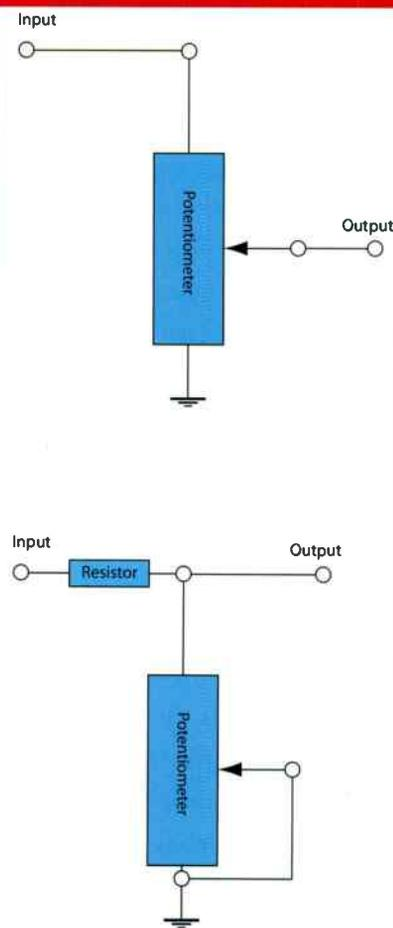 Input
Potentiometer
Output
Input
Resistor
Output
Potentiometer